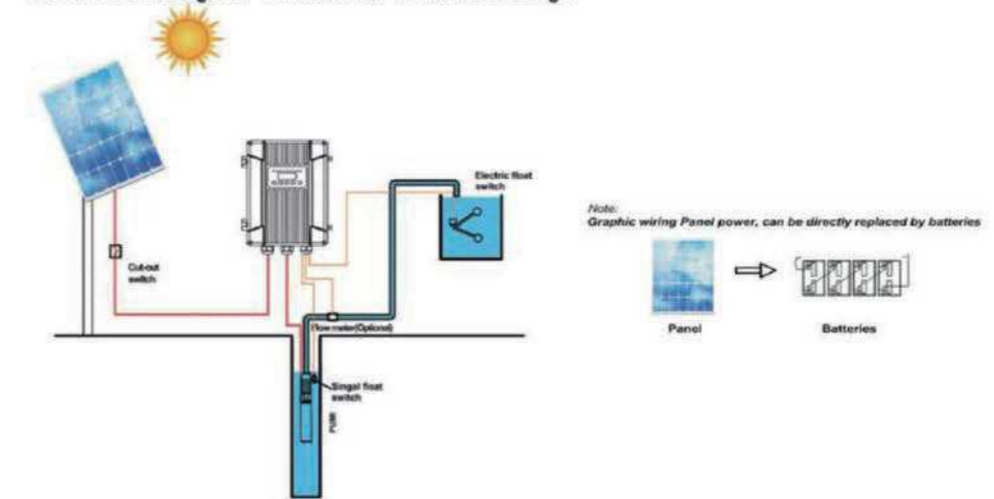 Electric float
switch
Cut-out
switch
Flow meter(Optional)
Singal float
switch
PUM
Note:
Graphic wiring Panel power, can be directly replaced by batteries
Panel
Batteries